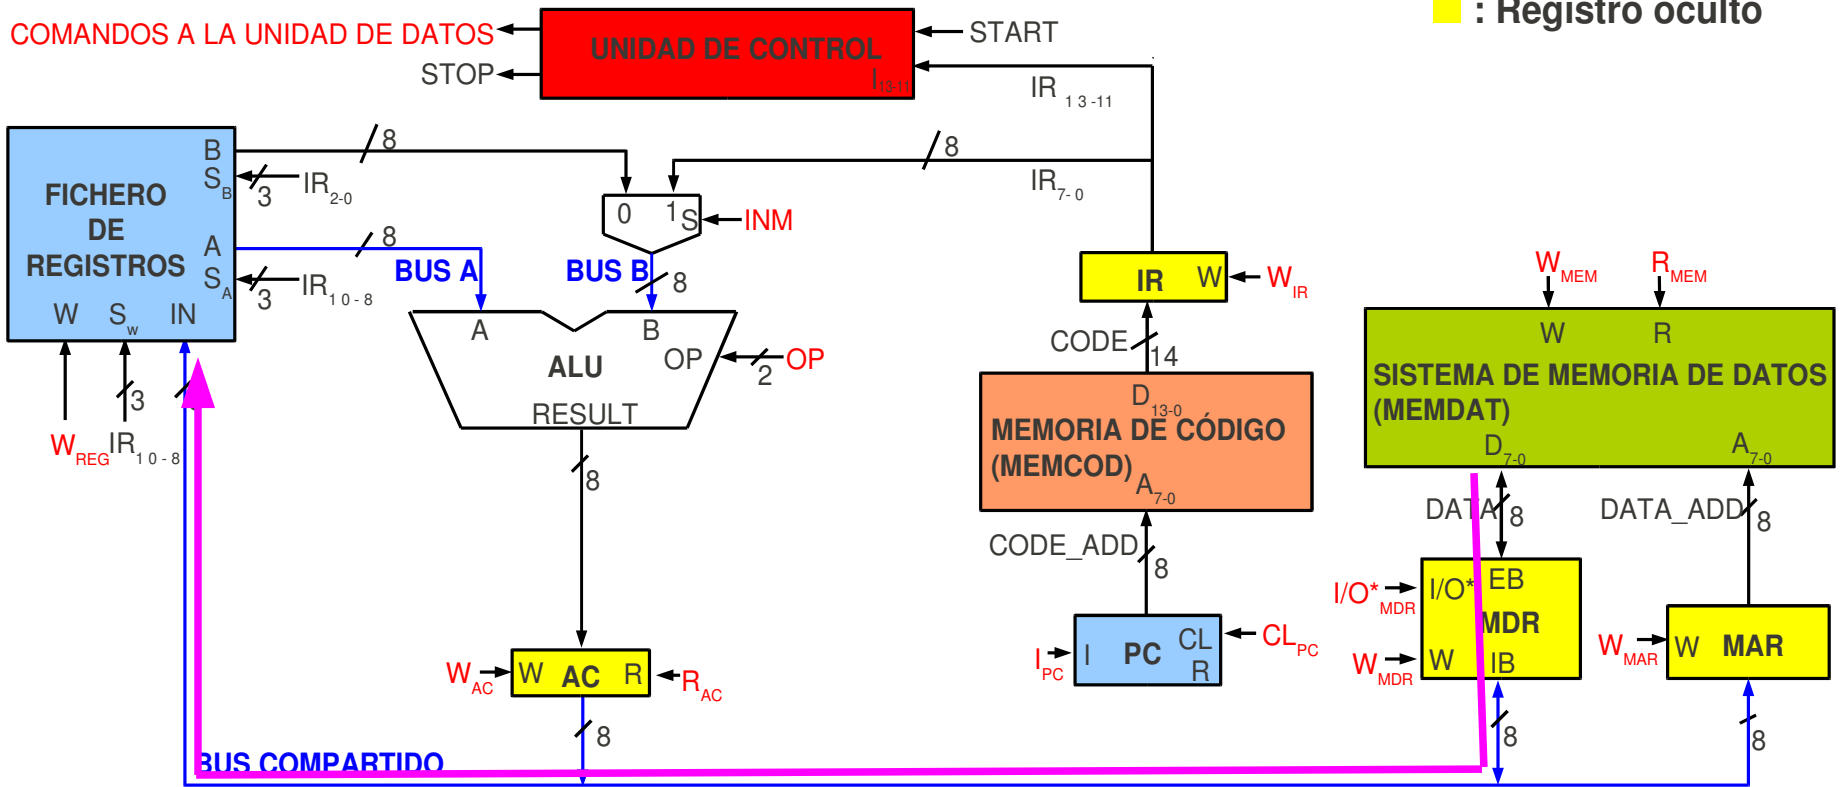 : Registro oculto
COMANDOS A LA UNIDAD DE DATOS
STOP
UNIDAD DE CONTROL
I13-11
START
IR 13-11
8
8
IR7-0
FICHERO
DE
REGISTROS
B
SB
A
SA
W
Sw
IN
3
IR2-0
8
3
IR10-8
BUS A
BUS B
8
0
1
S
INM
IR
W
WIR
WMEM
RMEM
CODE
14
W
R
SISTEMA DE MEMORIA DE DATOS
(MEMDAT)
D7-0
A7-0
A
B
ALU
OP
2
OP
RESULT
D13-0
MEMORIA DE CÓDIGO
(MEMCOD)
A7-0
3
WREG
IR10-8
8
DATA
8
DATA_ADD
8
CODE_ADD
8
I/O*MDR
I/O*
EB
MDR
WMDR
W
IB
WMAR
W
MAR
IPC
I
PC
CL
R
CLPC
WAC
W
AC
R
RAC
8
8
8
BUS COMPARTIDO